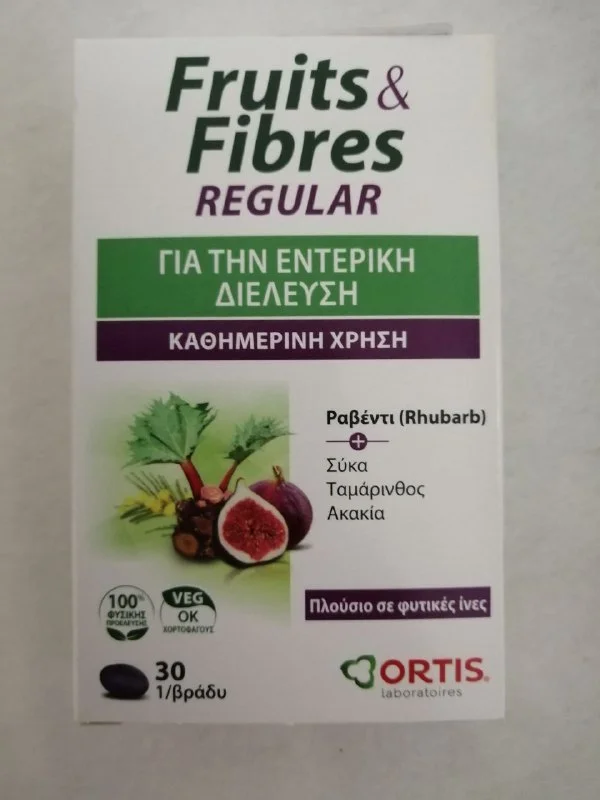 Fruits &
Fibres
REGULAR
ΓΙΑ ΤΗΝ ΕΝΤΕΡΙΚΗ
ΔΙΕΛΕΥΣΗ
ΚΑΘΗΜΕΡΙΝΗ ΧΡΗΣΗ
Ραβέντι (Rhubarb)
+
Σύκα
Ταμάρινθος
Ακακία
100%
ΦΥΣΙΚΗΣ
ΠΡΟΕΛΕΥΣΗΣ
VEG
OK
ΧΟΡΤΟΦΑΓΟΥΣ
Πλούσιο σε φυτικές ίνες
30
1/βράδυ
ORTIS®
laboratoires